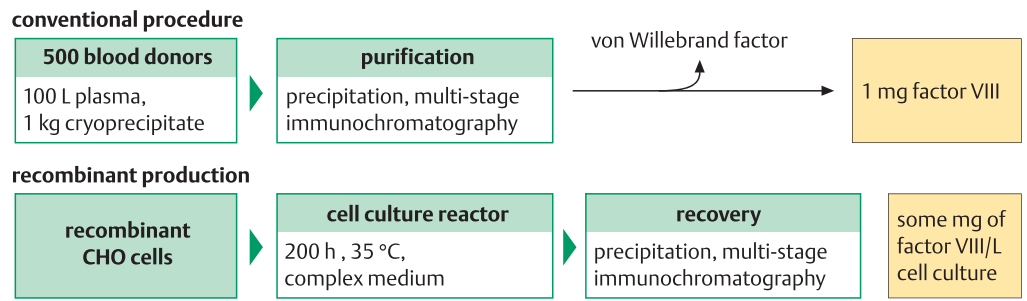 conventional procedure
500 blood donors
100 L plasma,
1 kg cryoprecipitate
purification
precipitation, multi-stage
immunochromatography
von Willebrand factor
1 mg factor VIII
recombinant production
recombinant
CHO cells
cell culture reactor
200 h , 35 °C,
complex medium
recovery
precipitation, multi-stage
immunochromatography
some mg of
factor VIII/L
cell culture